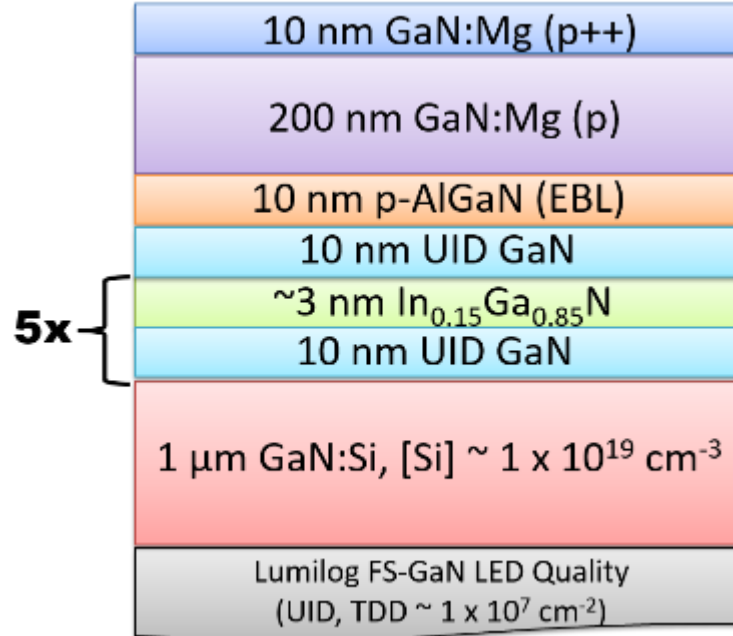 10 nm GaN:Mg (p++)
200 nm GaN:Mg (p)
10 nm p-AlGaN (EBL)
10 nm UID GaN
~3 nm In₀.₁₅Ga₀.₈₅N
5x
10 nm UID GaN
1 μm GaN:Si, [Si] ~ 1 x 10¹⁹ cm⁻³
Lumilog FS-GaN LED Quality
(UID, TDD ~ 1 x 10⁷ cm⁻²)